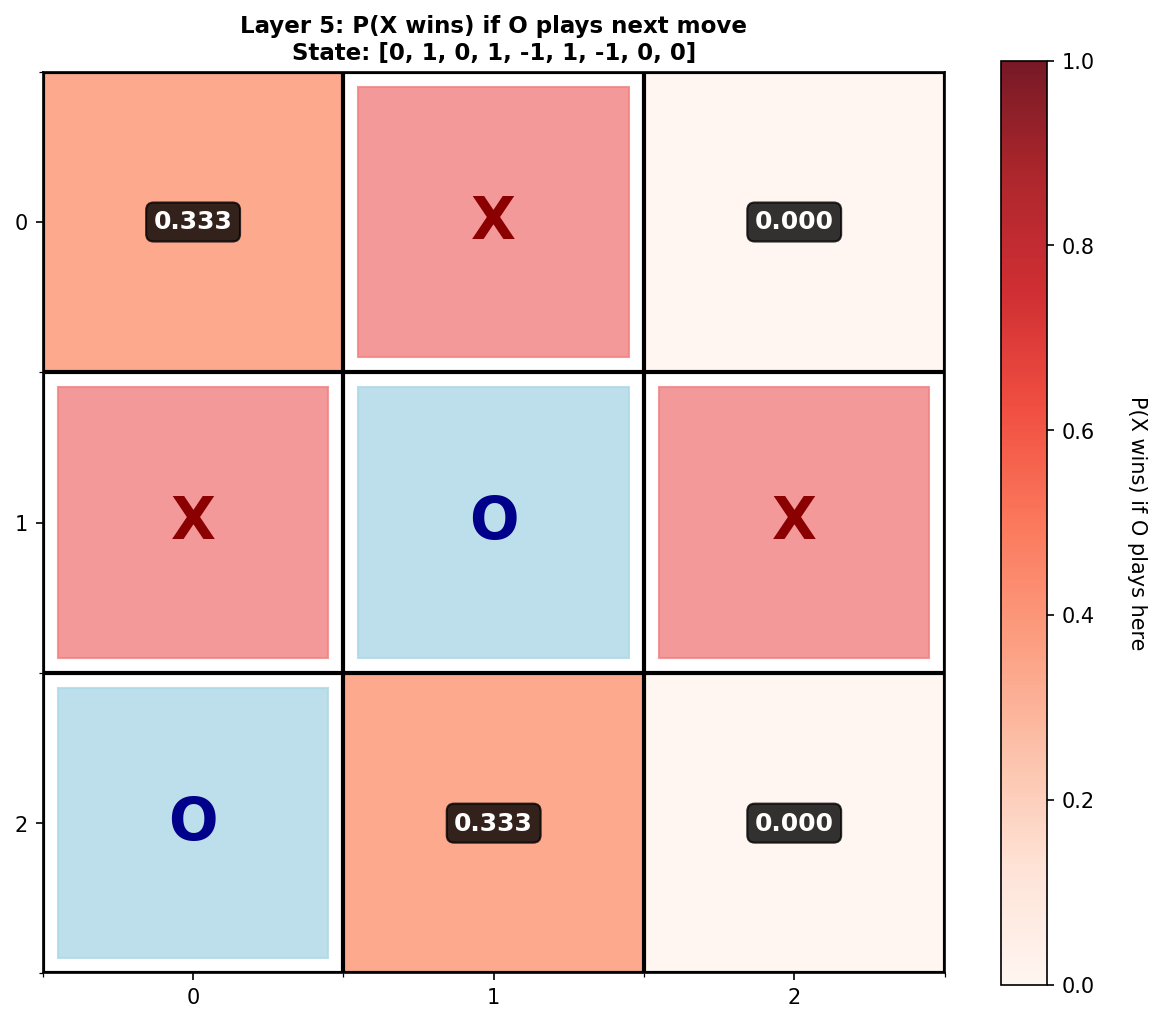 Layer 5: P(X wins) if O plays next move
State: [0, 1, 0, 1, -1, 1, -1, 0, 0]
0.333
X
0.000
X
O
X
O
0.333
0.000
0
1
2
0
1
2
1.0
0.8
0.6
0.4
0.2
0.0
P(X wins) if O plays here